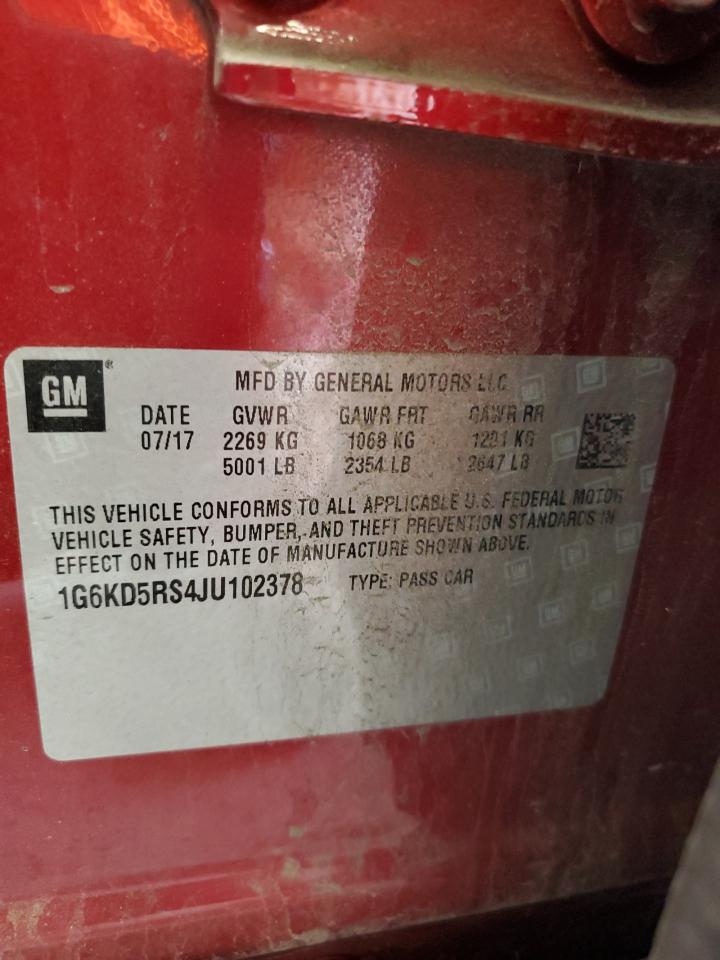 GM
MFD BY GENERAL MOTORS LLC
DATE GVWR GAWR FRT GAWR RR
07/17 2269 KG 1068 KG 1201 KG
5001 LB 2354 LB 2647 LB
THIS VEHICLE CONFORMS TO ALL APPLICABLE U.S. FEDERAL MOTOR
VEHICLE SAFETY, BUMPER, AND THEFT PREVENTION STANDARDS IN
EFFECT ON THE DATE OF MANUFACTURE SHOWN ABOVE.
1G6KD5RS4JU102378 TYPE: PASS CAR